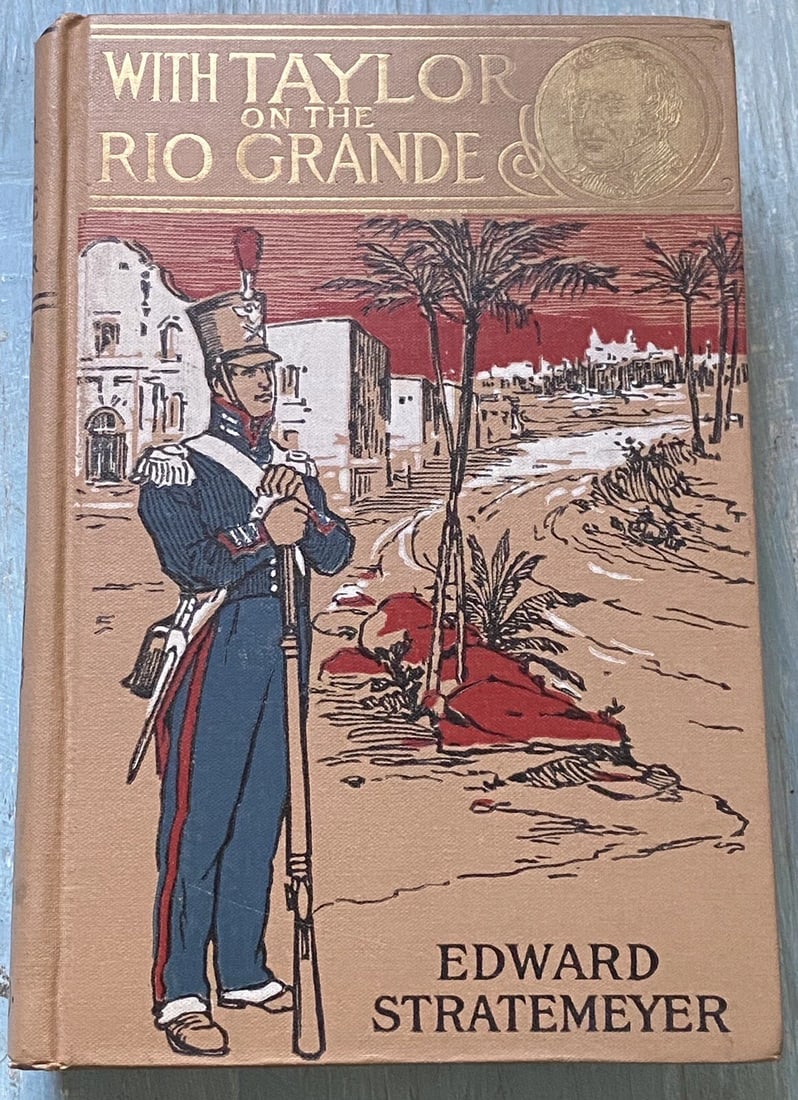 WITH TAYLOR
ON THE
RIO GRANDE
EDWARD
STRATEMEYER